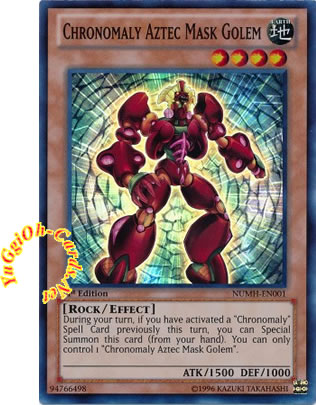 CHRONOMALY AZTEC MASK GOLEM
EARTH
地
YuGgiOh-Cards.Net
Edition
NUMH-EN001
[ROCK/EFFECT]
During your turn, if you have activated a "Chronomaly"
Spell Card previously this turn, you can Special
Summon this card (from your hand). You can only
control 1 "Chronomaly Aztec Mask Golem".
ATK/1500 DEF/1000
94766498
©1996 KAZUKI TAKAHASHI